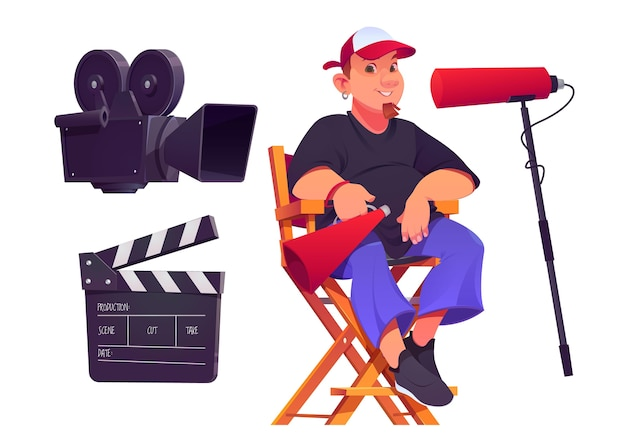 PRODUCTION:
SCENE CUT TAKE
DATE: